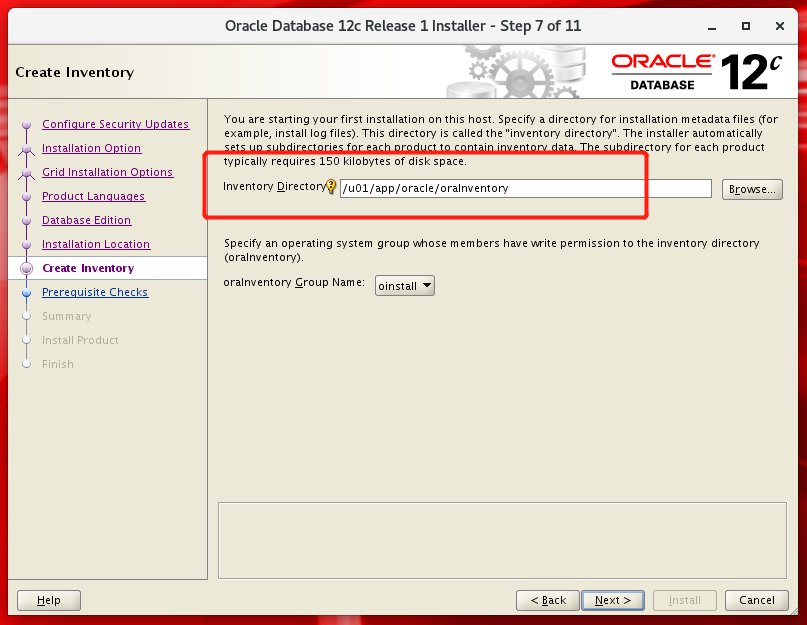 Oracle Database 12c Release 1 Installer - Step 7 of 11
Create Inventory
ORACLE
DATABASE
12c
Configure Security Updates
Installation Option
Grid Installation Options
Product Languages
Database Edition
Installation Location
Create Inventory
Prerequisite Checks
Summary
Install Product
Finish
You are starting your first installation on this host. Specify a directory for installation metadata files (for
example, install log files). This directory is called the "inventory directory". The installer automatically
sets up subdirectories for each product to contain inventory data. The subdirectory for each product
typically requires 150 kilobytes of disk space.
Inventory Directory
/u01/app/oracle/oraInventory
Browse...
Specify an operating system group whose members have write permission to the inventory directory
(oraInventory).
oraInventory Group Name:
oinstall
Help
< Back
Next >
Install
Cancel